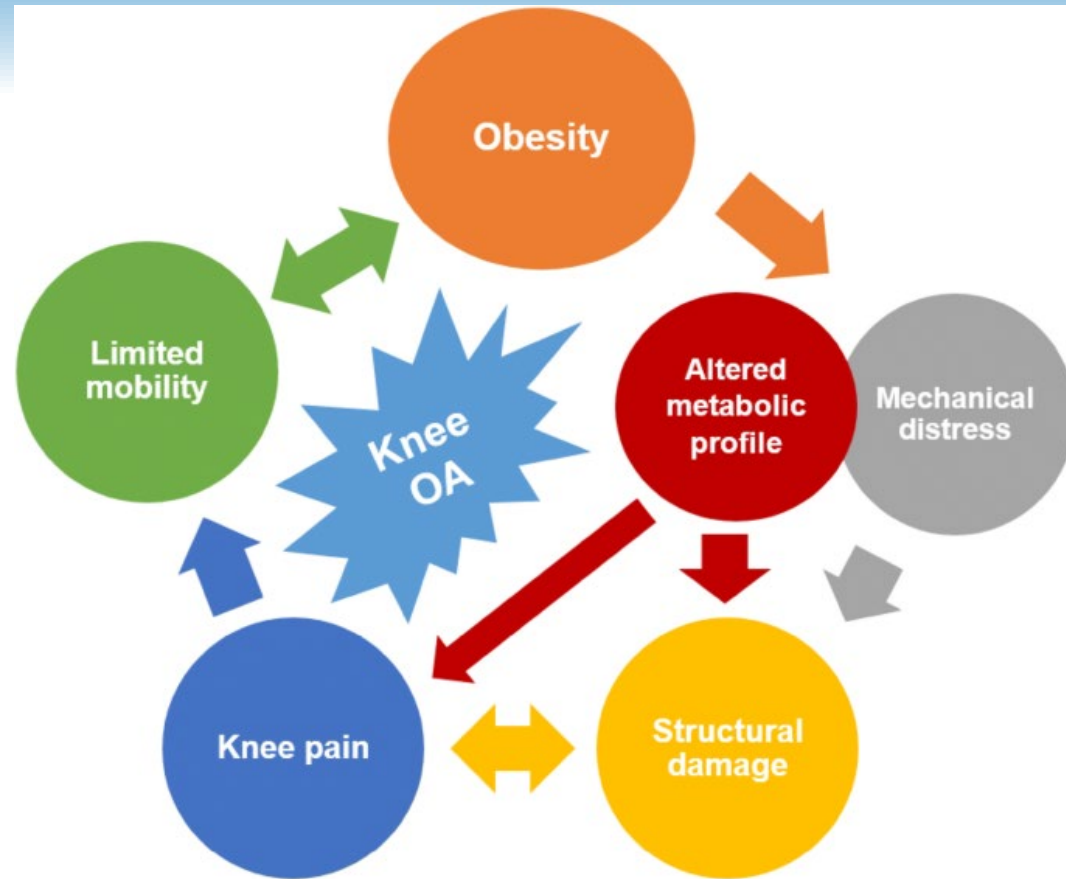 Obesity
Limited
mobility
Knee
OA
Altered
metabolic
profile
Mechanical
distress
Knee pain
Structural
damage